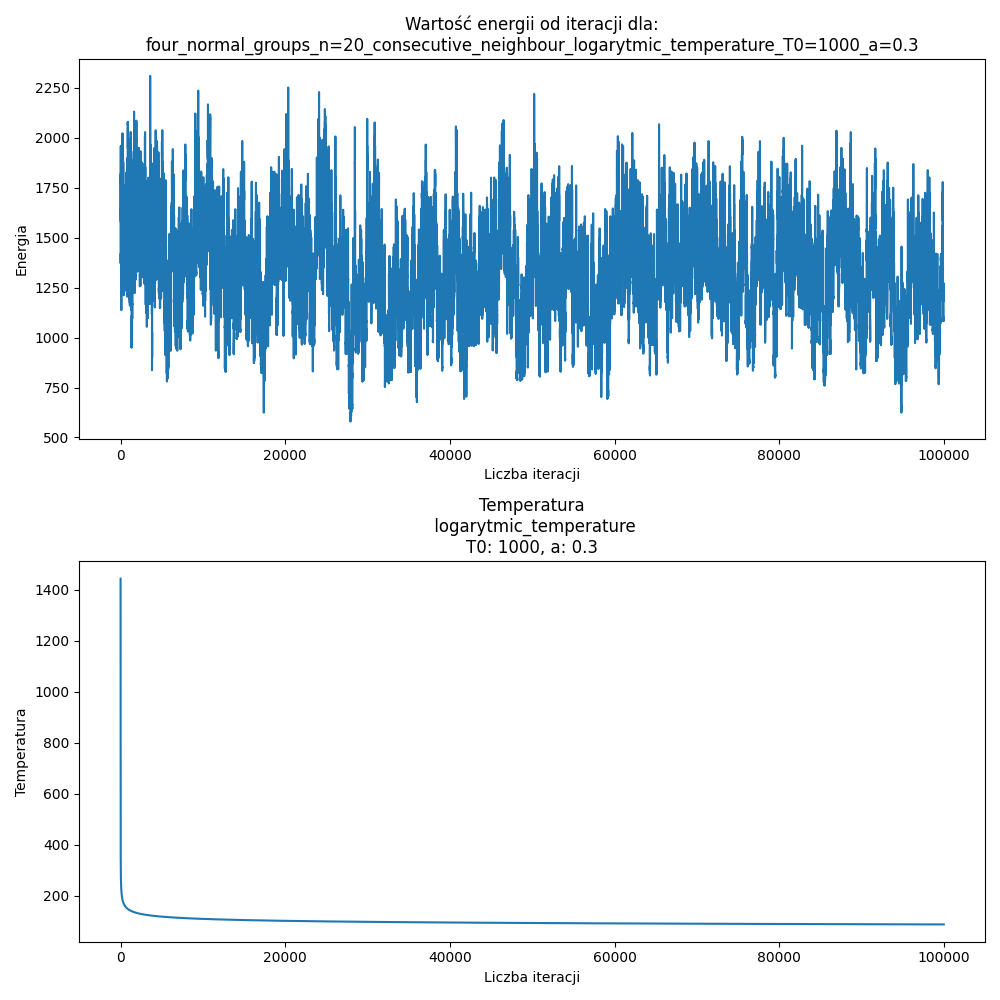 Wartość energii od iteracji dla:
four_normal_groups_n=20_consecutive_neighbour_logarytmic_temperature_T0=1000_a=0.3
Energia
2250
2000
1750
1500
1250
1000
750
500
0 20000 40000 60000 80000 100000
Liczba iteracji
Temperatura
logarytmic_temperature
T0: 1000, a: 0.3
Temperatura
1400
1200
1000
800
600
400
200
0 20000 40000 60000 80000 100000
Liczba iteracji